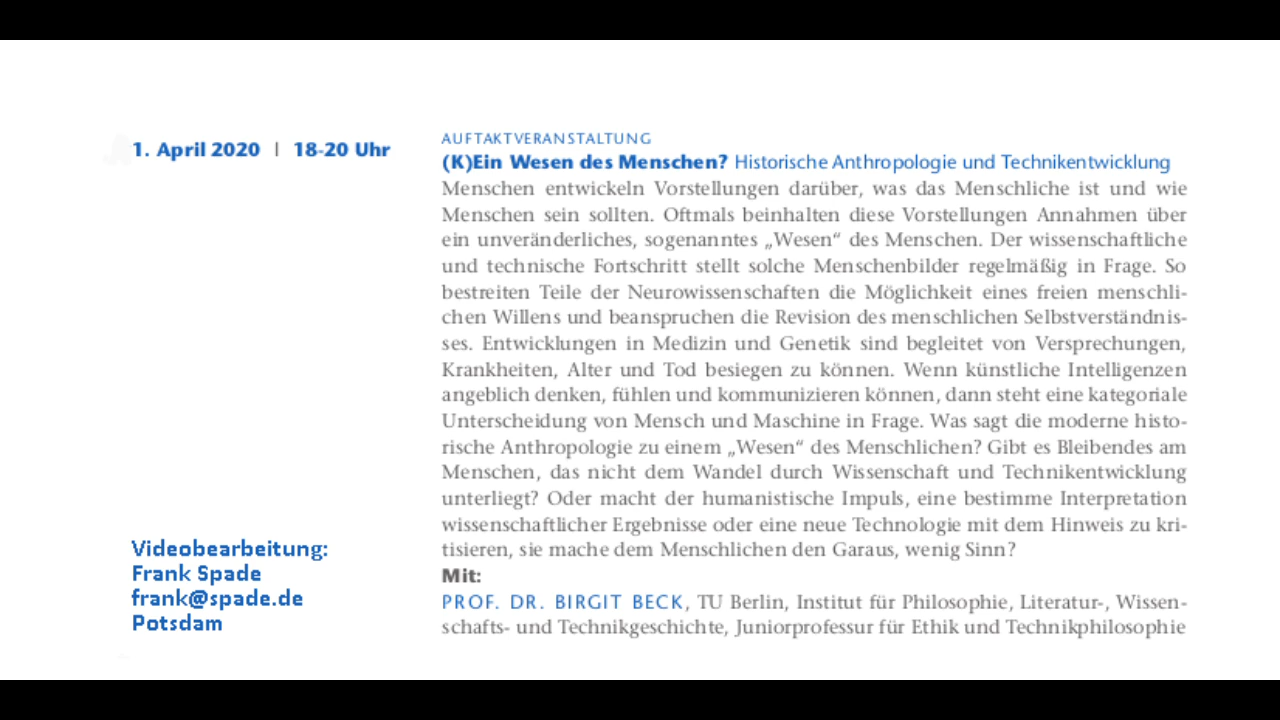 1. April 2020 | 18-20 Uhr
AUFTAKTVERANSTALTUNG
(K)Ein Wesen des Menschen? Historische Anthropologie und Technikentwicklung
Menschen entwickeln Vorstellungen darüber, was das Menschliche ist und wie
Menschen sein sollten. Oftmals beinhalten diese Vorstellungen Annahmen über
ein unveränderliches, sogenanntes „Wesen“ des Menschen. Der wissenschaftliche
und technische Fortschritt stellt solche Menschenbilder regelmäßig in Frage. So
bestreiten Teile der Neurowissenschaften die Möglichkeit eines freien menschli-
chen Willens und beanspruchen die Revision des menschlichen Selbstverständnis-
ses. Entwicklungen in Medizin und Genetik sind begleitet von Versprechungen,
Krankheiten, Alter und Tod besiegen zu können. Wenn künstliche Intelligenzen
angeblich denken, fühlen und kommunizieren können, dann steht eine kategoriale
Unterscheidung von Mensch und Maschine in Frage. Was sagt die moderne histo-
rische Anthropologie zu einem „Wesen“ des Menschlichen? Gibt es Bleibendes am
Menschen, das nicht dem Wandel durch Wissenschaft und Technikentwicklung
unterliegt? Oder macht der humanistische Impuls, eine bestimme Interpretation
wissenschaftlicher Ergebnisse oder eine neue Technologie mit dem Hinweis zu kri-
tisieren, sie mache dem Menschlichen den Garaus, wenig Sinn?
Mit:
PROF. DR. BIRGIT BECK, TU Berlin, Institut für Philosophie, Literatur-, Wissen-
schafts- und Technikgeschichte, Juniorprofessur für Ethik und Technikphilosophie
Videobearbeitung:
Frank Spade
frank@spade.de
Potsdam